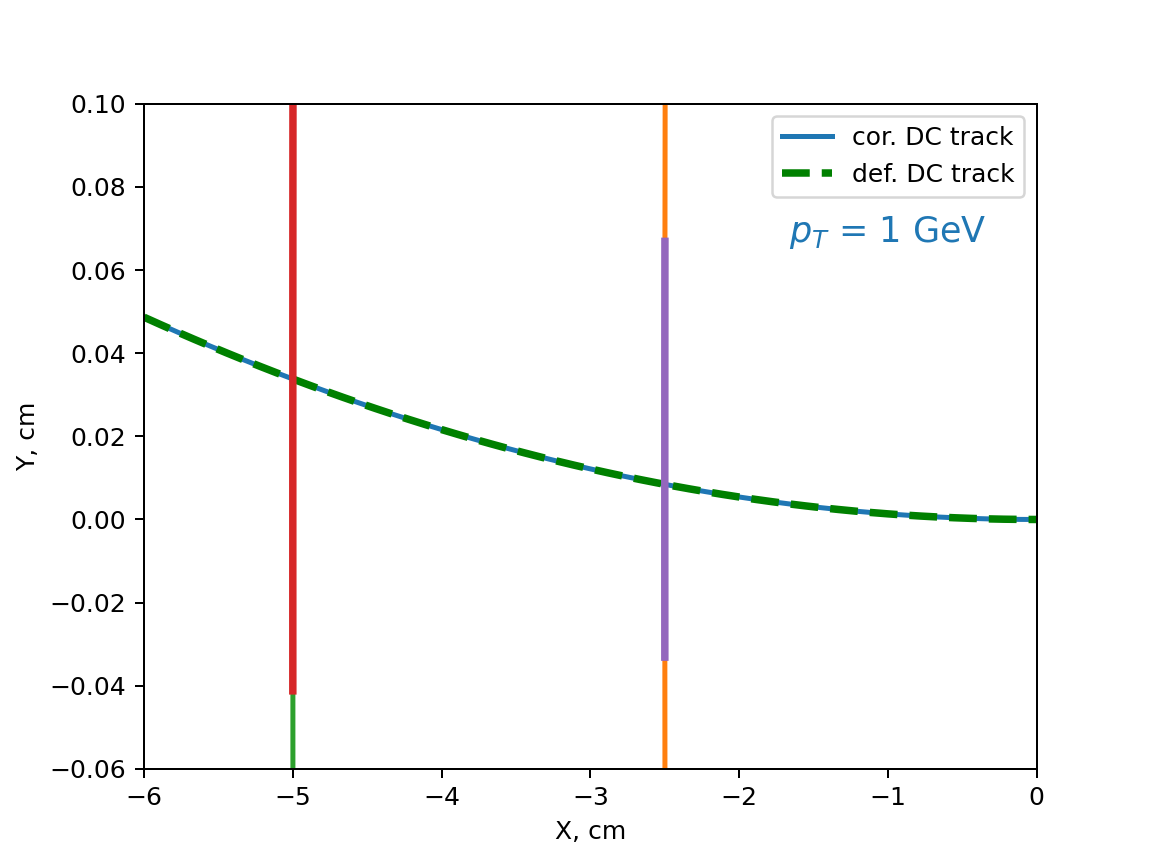 cor. DC track
def. DC track
p_T = 1 GeV
0.10
0.08
0.06
0.04
0.02
0.00
−0.02
−0.04
−0.06
Y, cm
−6 −5 −4 −3 −2 −1 0
X, cm